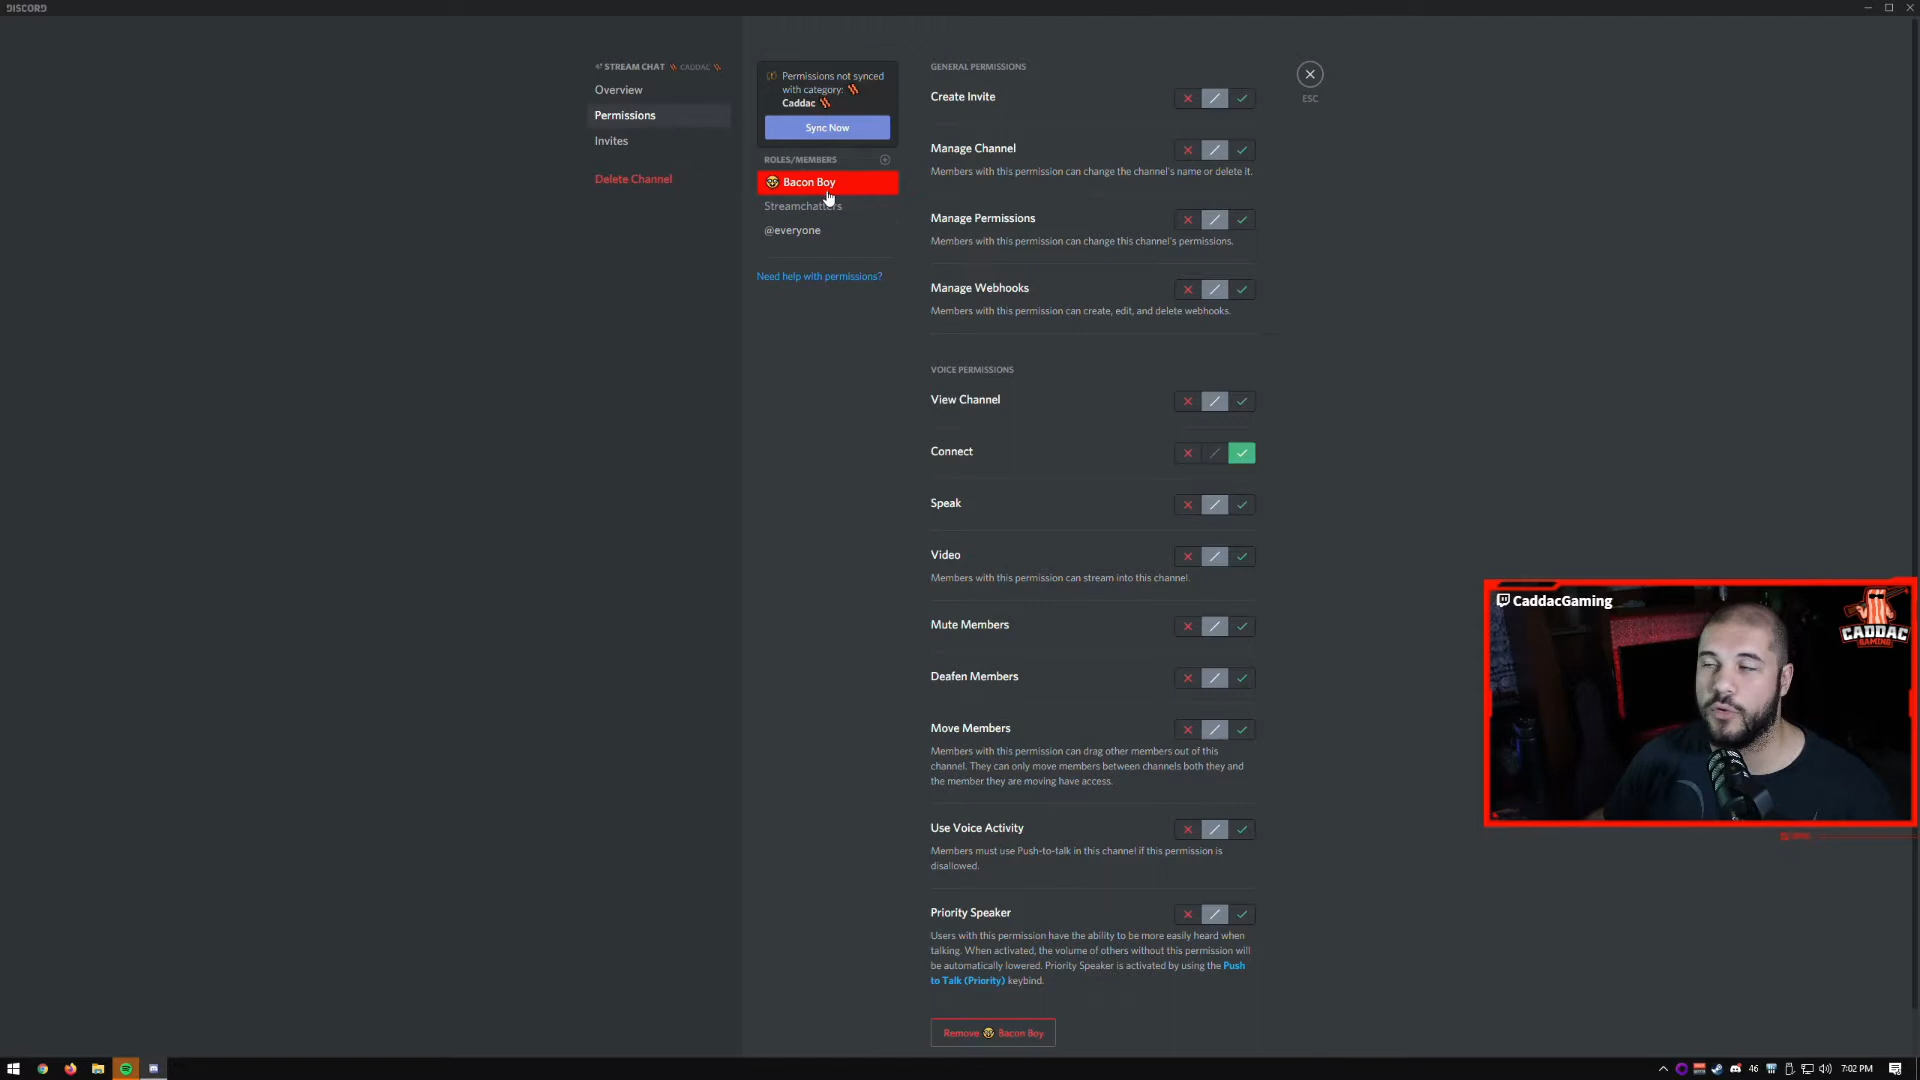 DISCORD
STREAM CHAT CADDAC
Overview
Permissions
Invites
Delete Channel
Permissions not synced
with category:
Caddac
Sync Now
ROLES/MEMBERS
Bacon Boy
Streamchatters
@everyone
Need help with permissions?
GENERAL PERMISSIONS
Create Invite
Manage Channel
Members with this permission can change the channel's name or delete it.
Manage Permissions
Members with this permission can change this channel's permissions.
Manage Webhooks
Members with this permission can create, edit, and delete webhooks.
VOICE PERMISSIONS
View Channel
Connect
Speak
Video
Members with this permission can stream into this channel.
Mute Members
Deafen Members
Move Members
Members with this permission can drag other members out of this
channel. They can only move members between channels both they and
the member they are moving have access.
Use Voice Activity
Members must use Push-to-talk in this channel if this permission is
disallowed.
Priority Speaker
Users with this permission have the ability to be more easily heard when
talking. When activated, the volume of others without this permission will
be automatically lowered. Priority Speaker is activated by using the Push
to Talk (Priority) keybind.
Remove Bacon Boy
ESC
CaddacGaming
CADDAC
GAMING
46
7:02 PM